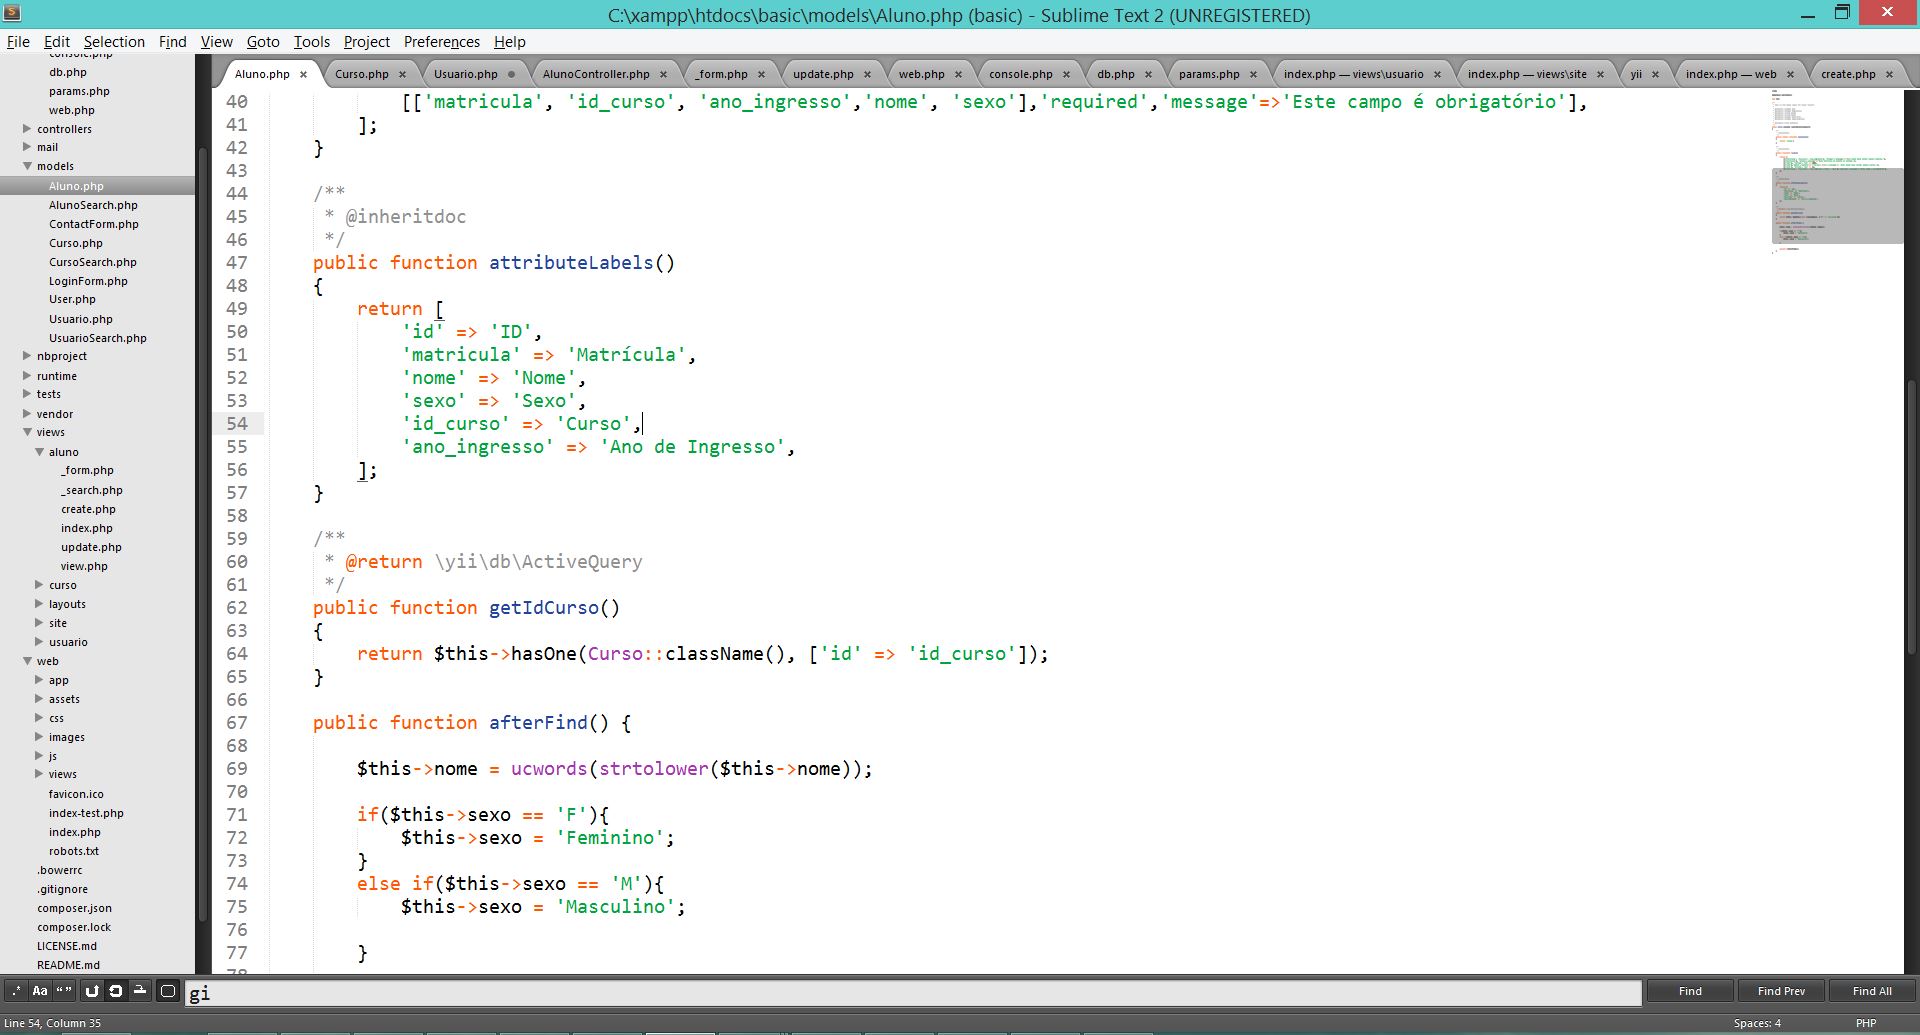 C:\xampp\htdocs\basic\models\Aluno.php (basic) - Sublime Text 2 (UNREGISTERED)
File Edit Selection Find View Goto Tools Project Preferences Help
console.php
db.php
params.php
web.php
controllers
mail
models
Aluno.php
AlunoSearch.php
ContactForm.php
Curso.php
CursoSearch.php
LoginForm.php
User.php
Usuario.php
UsuarioSearch.php
nbproject
runtime
tests
vendor
views
aluno
_form.php
_search.php
create.php
index.php
update.php
view.php
curso
layouts
site
usuario
web
app
assets
css
images
js
views
favicon.ico
index-test.php
index.php
robots.txt
.bowerrc
.gitignore
composer.json
composer.lock
LICENSE.md
README.md
Aluno.php Curso.php Usuario.php AlunoController.php _form.php update.php web.php console.php db.php params.php index.php — views\usuario index.php — views\site yii index.php — web create.php
40 [['matricula', 'id_curso', 'ano_ingresso','nome', 'sexo'],'required','message'=>'Este campo é obrigatório'],
41 ];
42 }
43
44 /**
45 * @inheritdoc
46 */
47 public function attributeLabels()
48 {
49 return [
50 'id' => 'ID',
51 'matricula' => 'Matrícula',
52 'nome' => 'Nome',
53 'sexo' => 'Sexo',
54 'id_curso' => 'Curso',
55 'ano_ingresso' => 'Ano de Ingresso',
56 ];
57 }
58
59 /**
60 * @return \yii\db\ActiveQuery
61 */
62 public function getIdCurso()
63 {
64 return $this->hasOne(Curso::className(), ['id' => 'id_curso']);
65 }
66
67 public function afterFind() {
68
69 $this->nome = ucwords(strtolower($this->nome));
70
71 if($this->sexo == 'F'){
72 $this->sexo = 'Feminino';
73 }
74 else if($this->sexo == 'M'){
75 $this->sexo = 'Masculino';
76
77 }
78
.* Aa “ ” gi Find Find Prev Find All
Line 54, Column 35 Spaces: 4 PHP